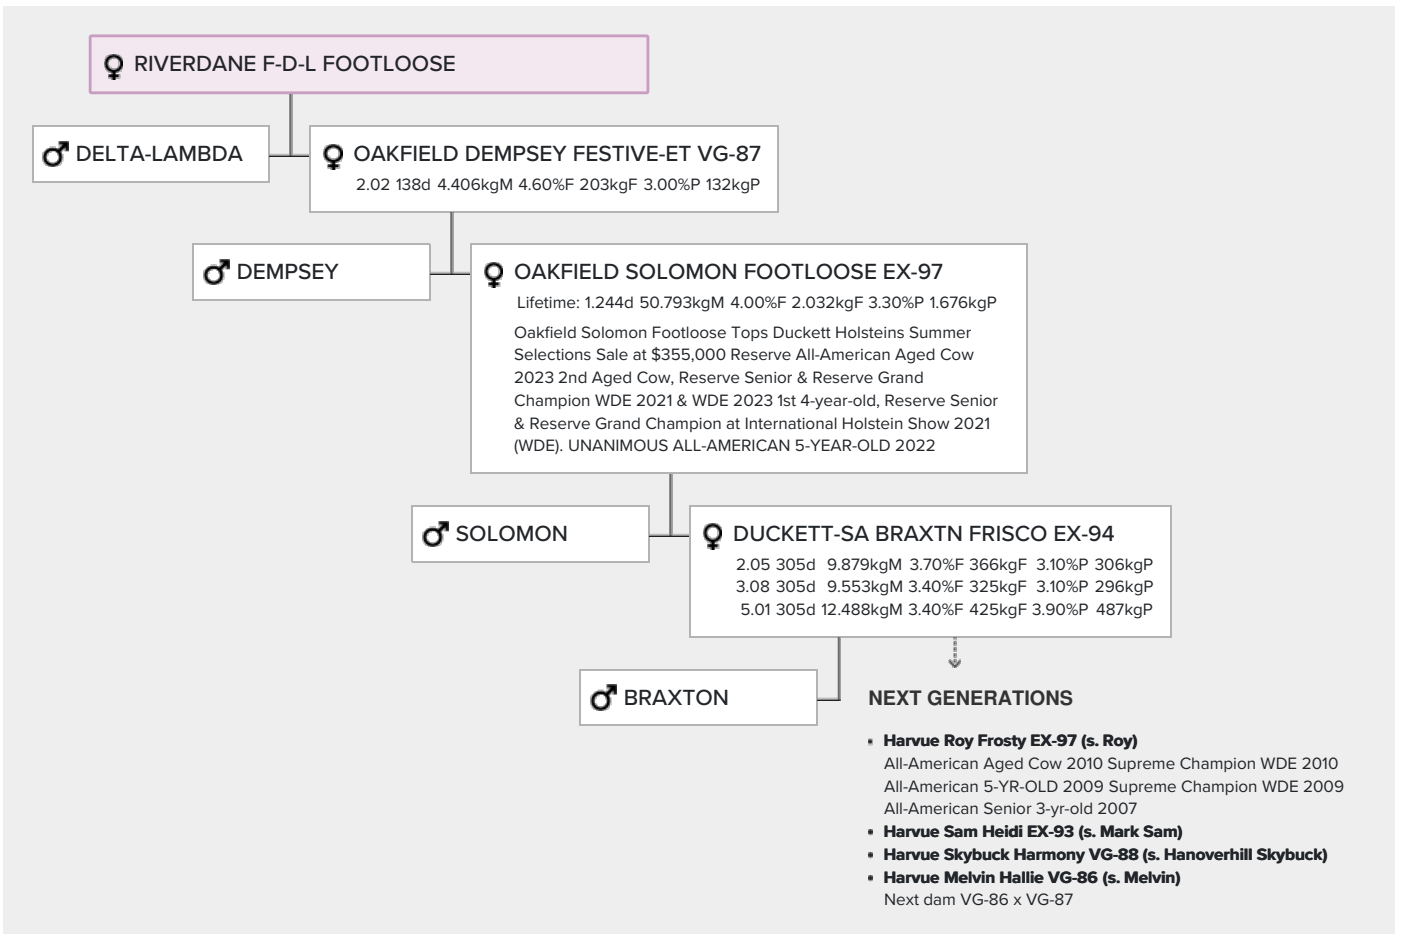 RIVERDANE F-D-L FOOTLOOSE
DELTA-LAMBDA
OAKFIELD DEMPSEY FESTIVE-ET VG-87
2.02 138d 4.406kgM 4.60%F 203kgF 3.00%P 132kgP
DEMPSEY
OAKFIELD SOLOMON FOOTLOOSE EX-97
Lifetime: 1.244d 50.793kgM 4.00%F 2.032kgF 3.30%P 1.676kgP
Oakfield Solomon Footloose Tops Duckett Holsteins Summer
Selections Sale at $355,000 Reserve All-American Aged Cow
2023 2nd Aged Cow, Reserve Senior & Reserve Grand
Champion WDE 2021 & WDE 2023 1st 4-year-old, Reserve Senior
& Reserve Grand Champion at International Holstein Show 2021
(WDE). UNANIMOUS ALL-AMERICAN 5-YEAR-OLD 2022
SOLOMON
DUCKETT-SA BRAXTN FRISCO EX-94
2.05 305d 9.879kgM 3.70%F 366kgF 3.10%P 306kgP
3.08 305d 9.553kgM 3.40%F 325kgF 3.10%P 296kgP
5.01 305d 12.488kgM 3.40%F 425kgF 3.90%P 487kgP
BRAXTON
NEXT GENERATIONS
• Harvue Roy Frosty EX-97 (s. Roy)
All-American Aged Cow 2010 Supreme Champion WDE 2010
All-American 5-YR-OLD 2009 Supreme Champion WDE 2009
All-American Senior 3-yr-old 2007
• Harvue Sam Heidi EX-93 (s. Mark Sam)
• Harvue Skybuck Harmony VG-88 (s. Hanoverhill Skybuck)
• Harvue Melvin Hallie VG-86 (s. Melvin)
Next dam VG-86 x VG-87